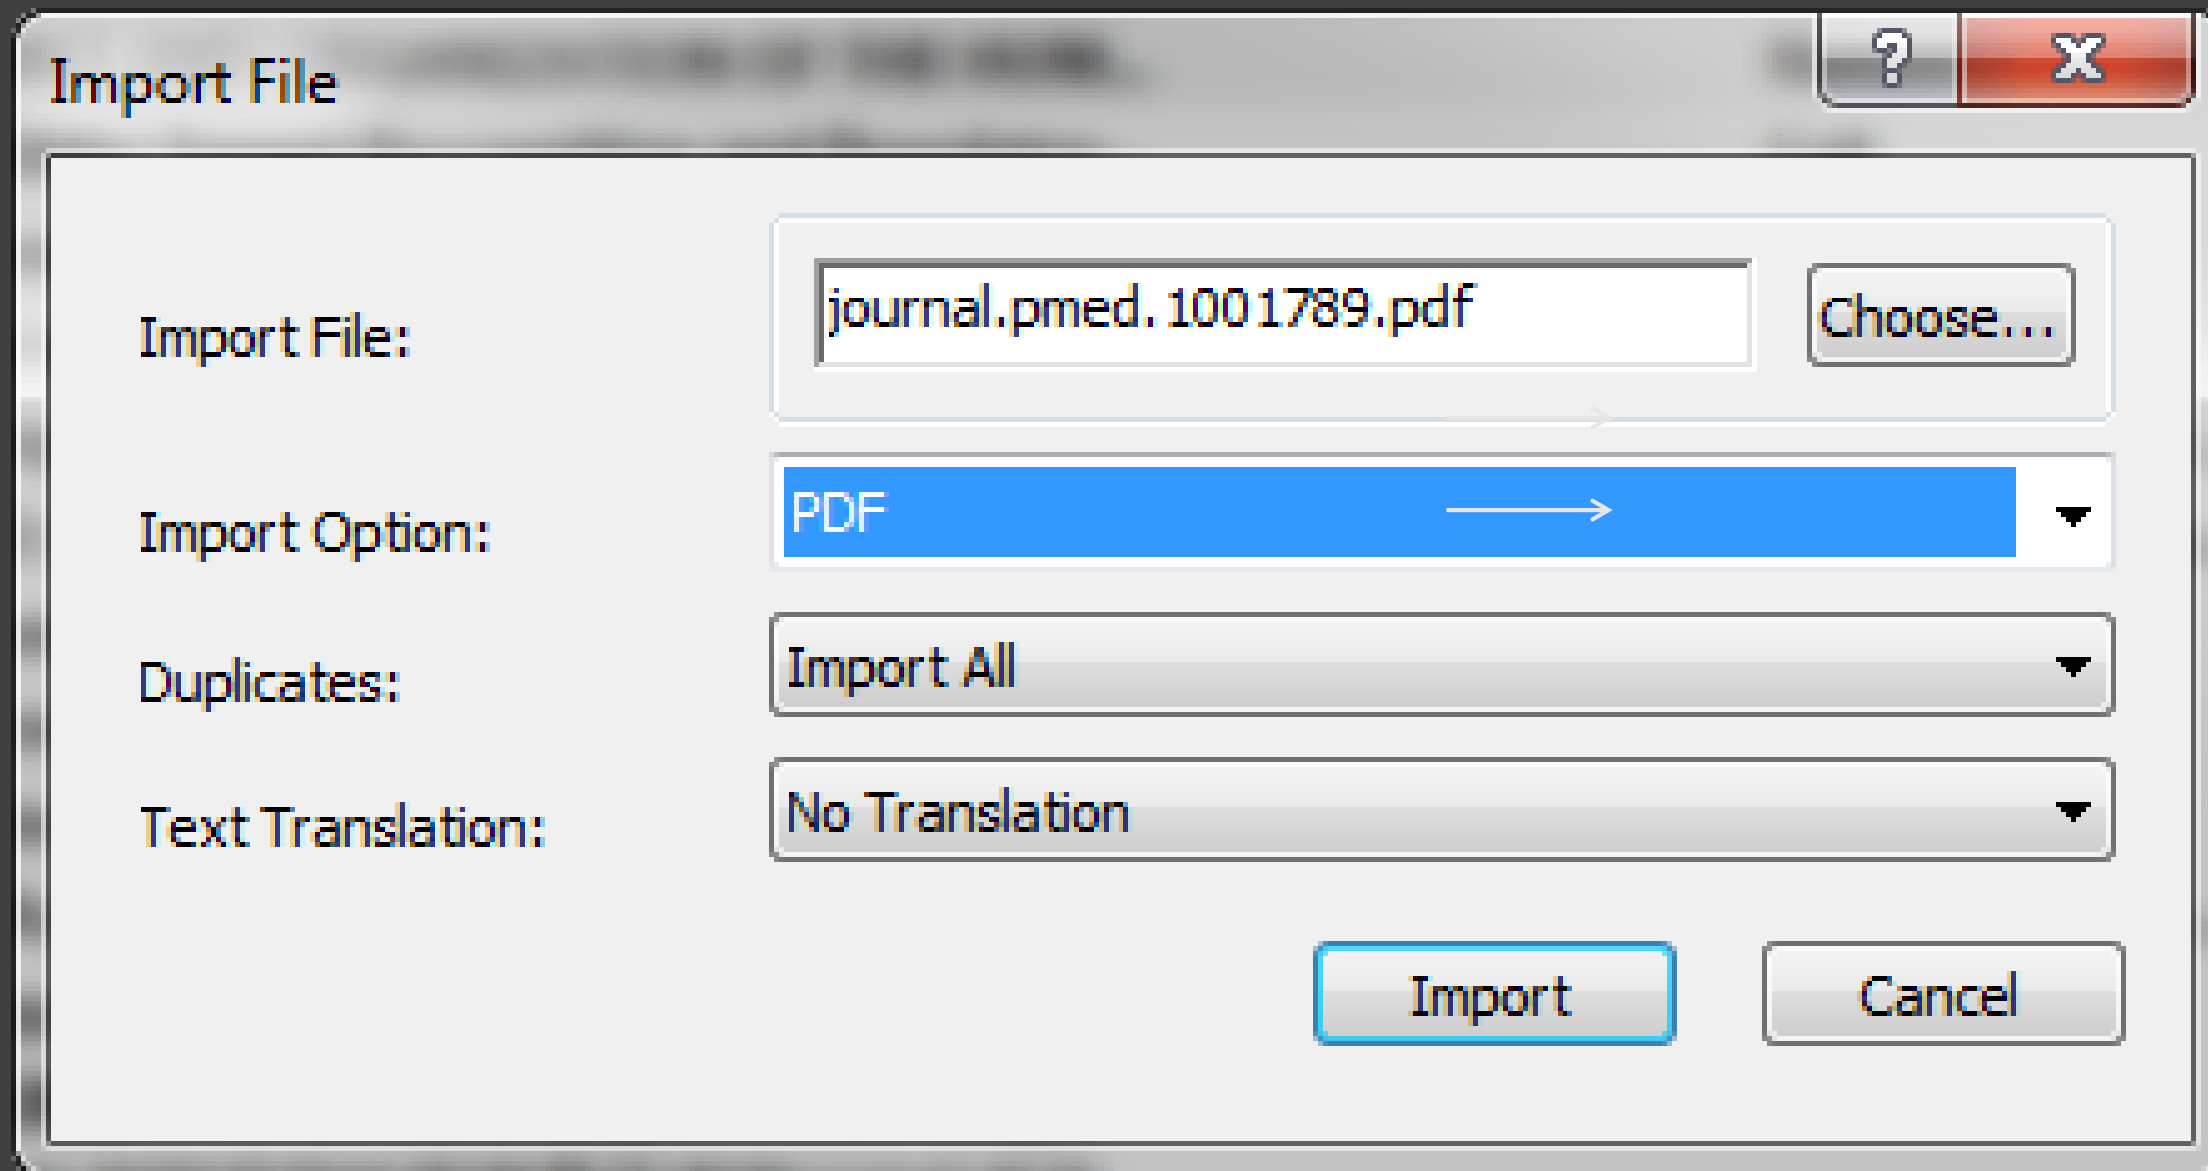 Import File
Import File:
journal.pmed.1001789.pdf
Choose...
Import Option:
PDF
Duplicates:
Import All
Text Translation:
No Translation
Import
Cancel